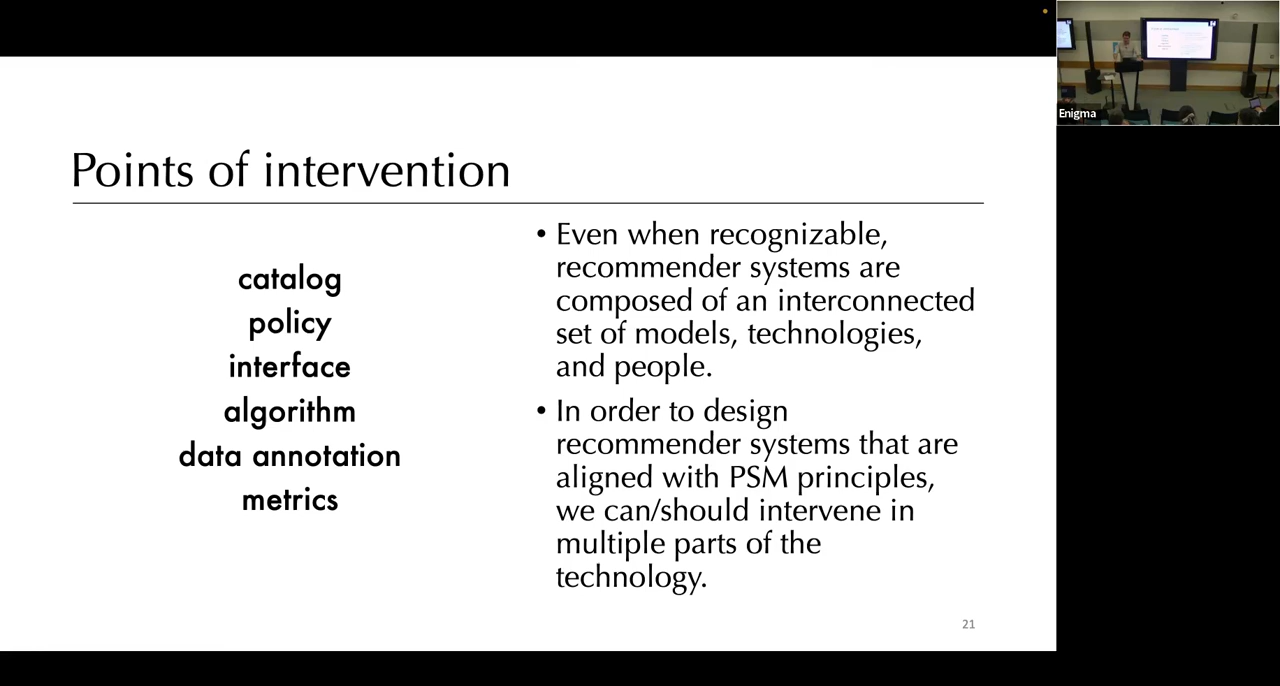 Enigma
Points of intervention
catalog
policy
interface
algorithm
data annotation
metrics
• Even when recognizable,
recommender systems are
composed of an interconnected
set of models, technologies,
and people.
• In order to design
recommender systems that are
aligned with PSM principles,
we can/should intervene in
multiple parts of the
technology.
21